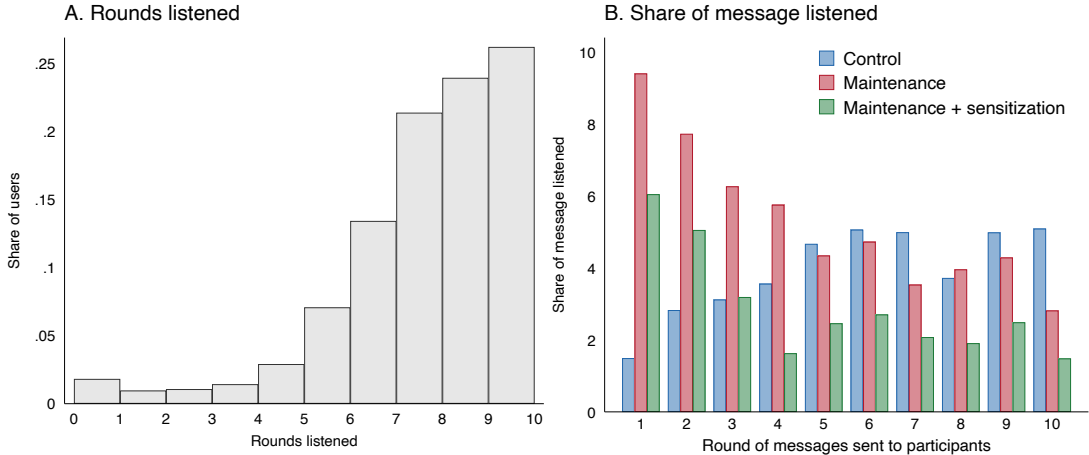 A. Rounds listened
Share of users
.25
.2
.15
.1
.05
0
0 1 2 3 4 5 6 7 8 9 10
Rounds listened
B. Share of message listened
Share of message listened
10
8
6
4
2
0
Control
Maintenance
Maintenance + sensitization
1 2 3 4 5 6 7 8 9 10
Round of messages sent to participants